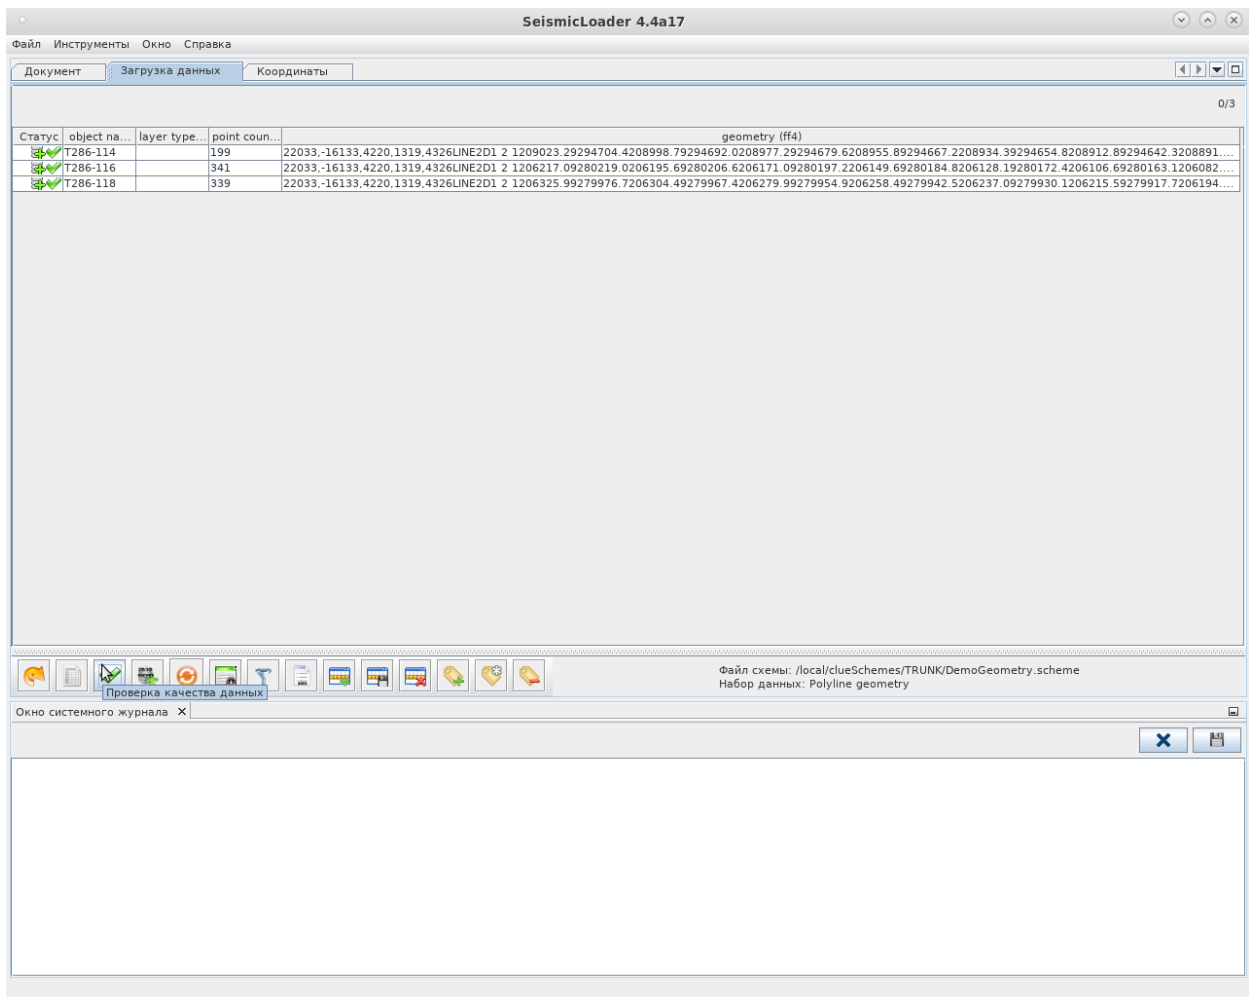 SeismicLoader 4.4a17
Файл Инструменты Окно Справка
Документ Загрузка данных Координаты
0/3
Статус object na... layer type... point coun... geometry (ff4)
T286-114 199 22033,-16133,4220,1319,4326LINE2D1 2 1209023.29294704.4208998.79294692.0208977.29294679.6208955.89294667.2208934.39294654.8208912.89294642.3208891....
T286-116 341 22033,-16133,4220,1319,4326LINE2D1 2 1206217.09280219.0206195.69280206.6206171.09280197.2206149.69280184.8206128.19280172.4206106.69280163.1206082....
T286-118 339 22033,-16133,4220,1319,4326LINE2D1 2 1206325.99279976.7206304.49279967.4206279.99279954.9206258.49279942.5206237.09279930.1206215.59279917.7206194....
Файл схемы: /local/clueSchemes/TRUNK/DemoGeometry.scheme
Набор данных: Polyline geometry
Проверка качества данных
Окно системного журнала X